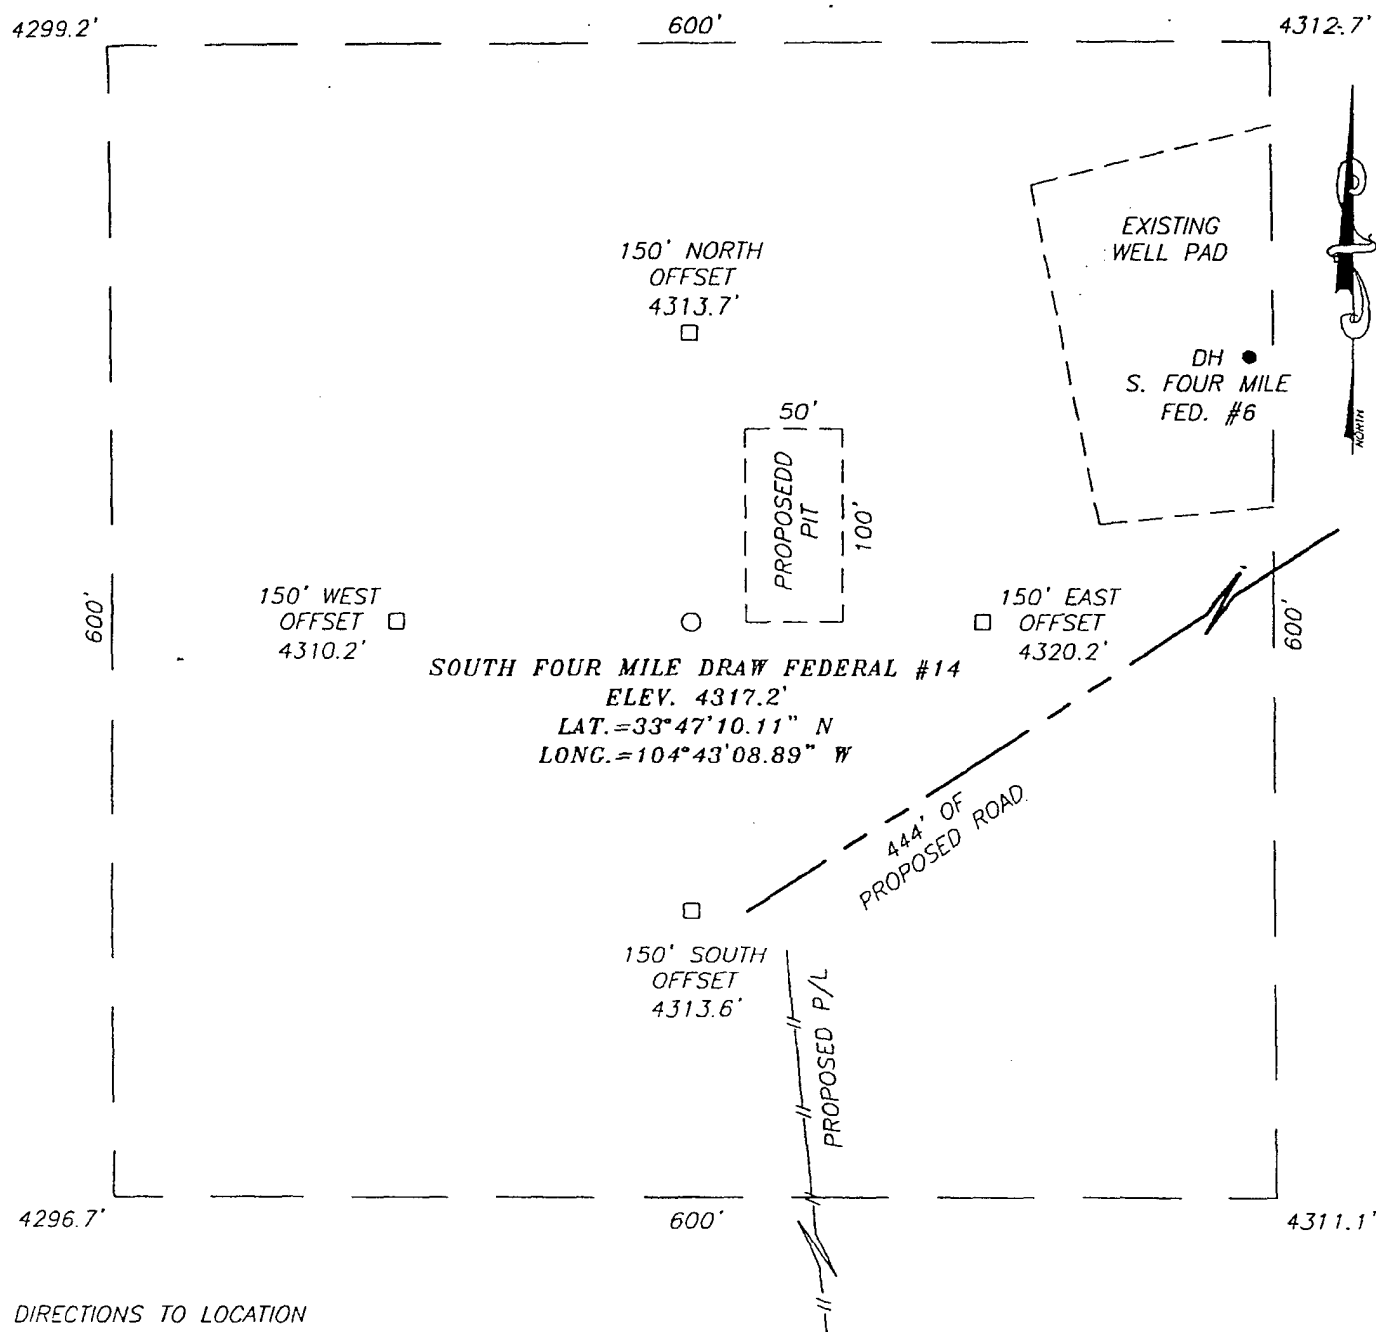 4299.2'
600'
4312.7'
EXISTING
WELL PAD
150' NORTH
OFFSET
4313.7'
DH
S. FOUR MILE
FED. #6
NORTH
50'
PROPOSEDD
PIT
100'
600'
150' WEST
OFFSET
4310.2'
150' EAST
OFFSET
4320.2'
600'
SOUTH FOUR MILE DRAW FEDERAL #14
ELEV. 4317.2'
LAT.=33°47'10.11" N
LONG.=104°43'08.89" W
444' OF
PROPOSED ROAD
150' SOUTH
OFFSET
4313.6'
PROPOSED P/L
4296.7'
600'
4311.1'
DIRECTIONS TO LOCATION